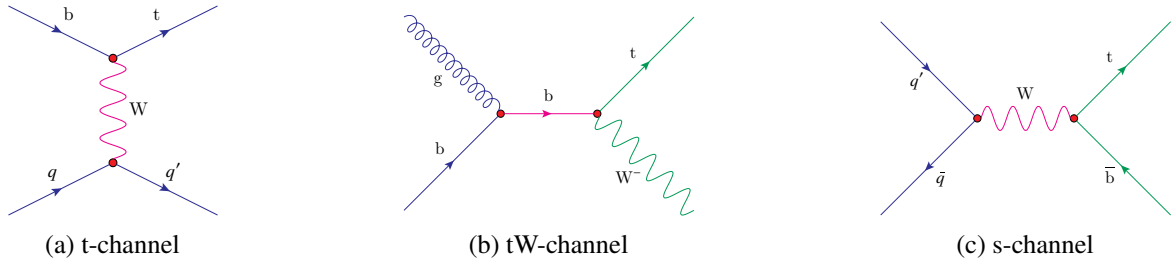 b t
W
q q′
(a) t-channel
g
b
b
t
W⁻
(b) tW-channel
q′
q̄
W
t
b̅
(c) s-channel